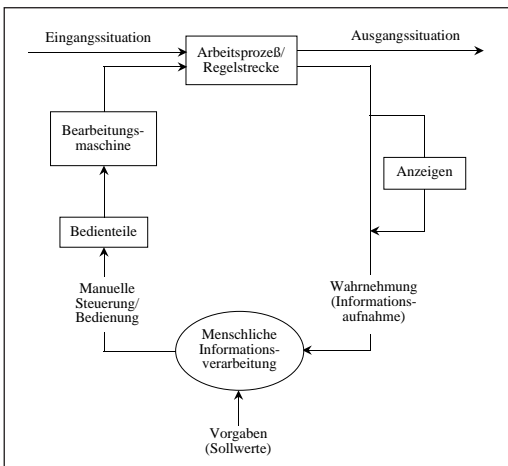 Eingangssituation
Arbeitsprozeß/
Regelstrecke
Ausgangssituation
Bearbeitungs-
maschine
Anzeigen
Bedienteile
Manuelle
Steuerung/
Bedienung
Wahrnehmung
(Informations-
aufnahme)
Menschliche
Informations-
verarbeitung
Vorgaben
(Sollwerte)